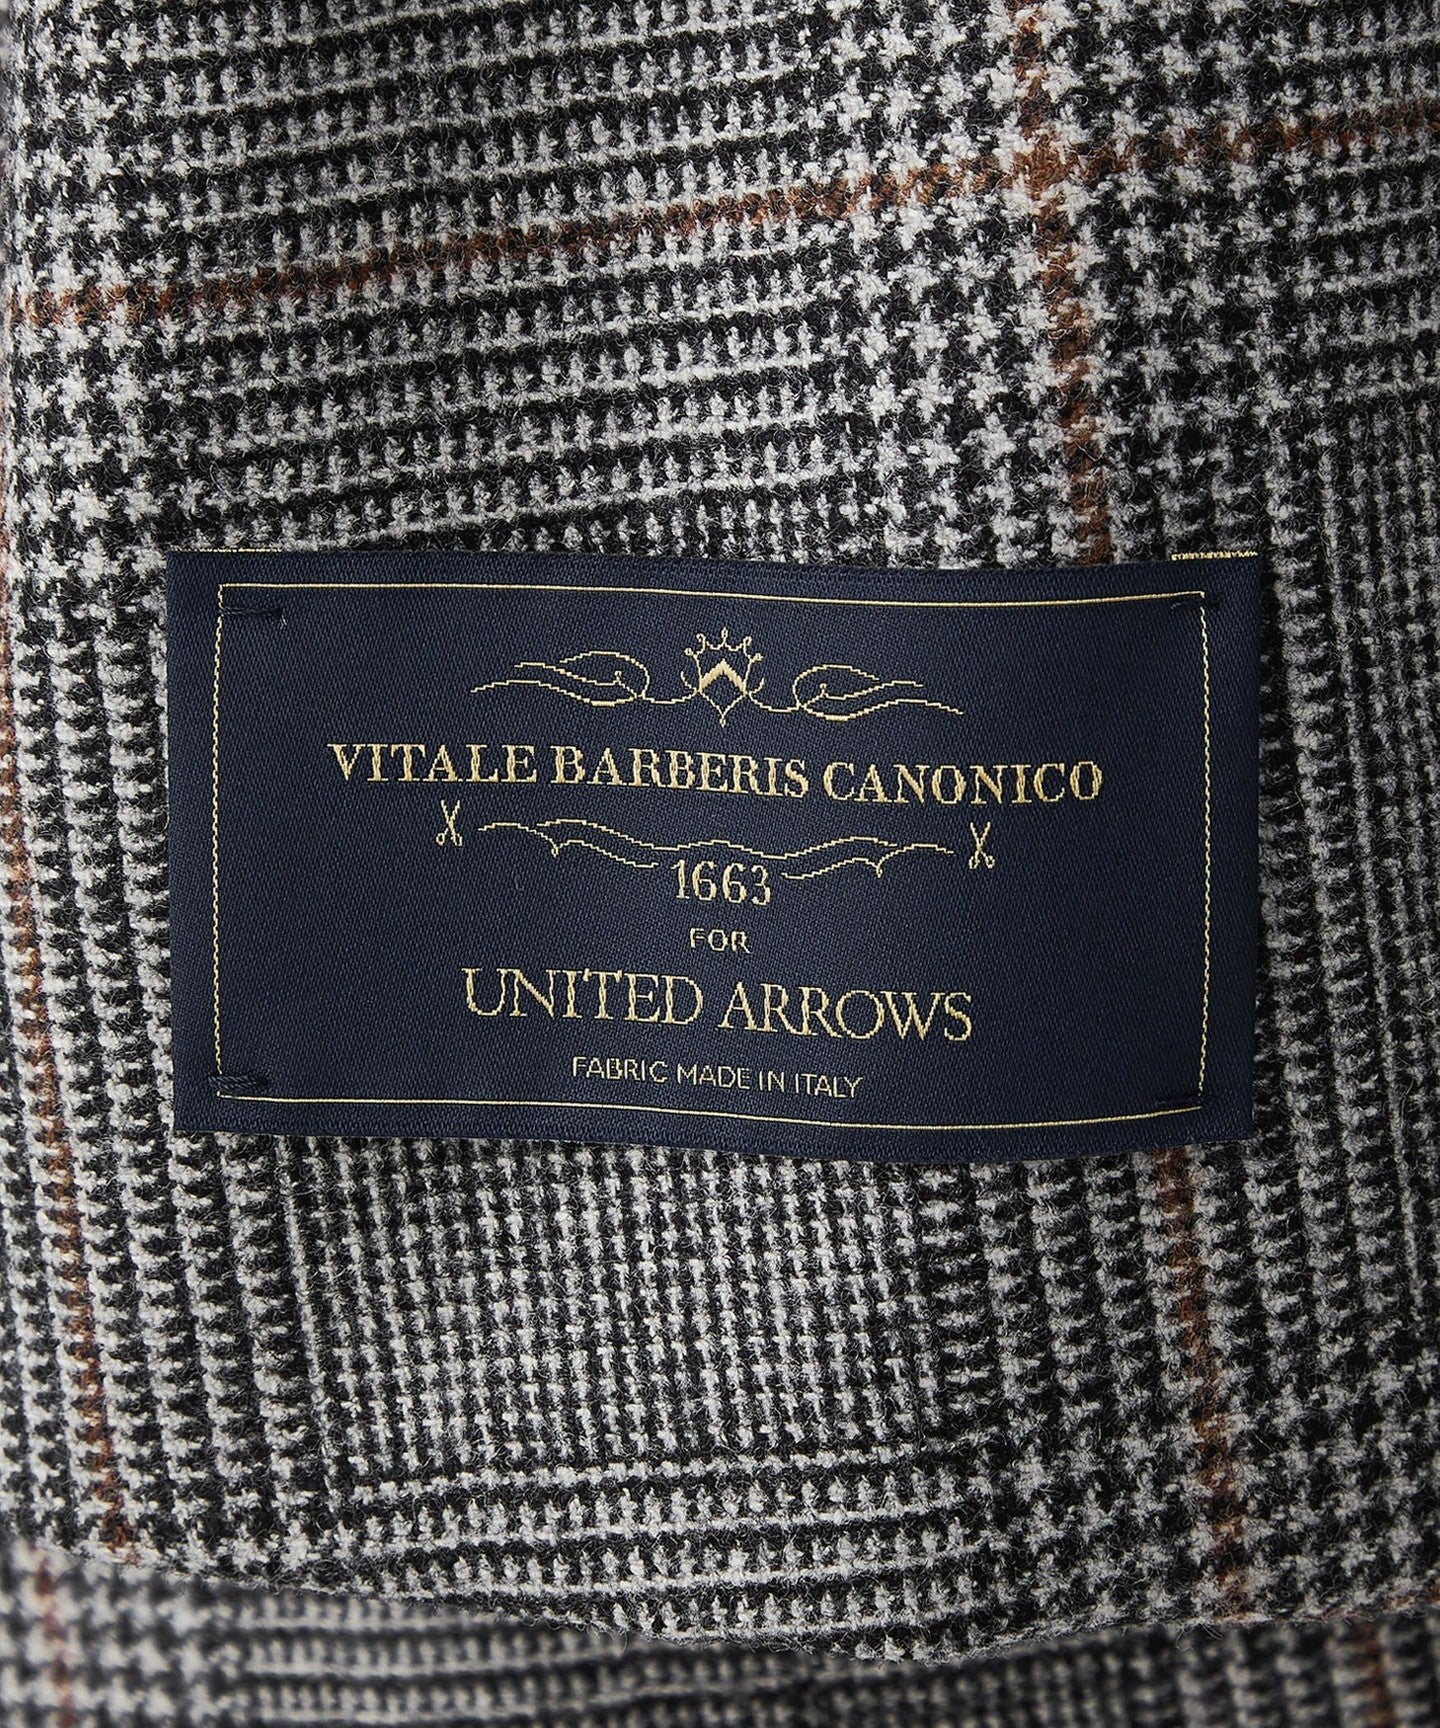 VITALE BARBERIS CANONICO
1663
FOR
UNITED ARROWS
FABRIC MADE IN ITALY